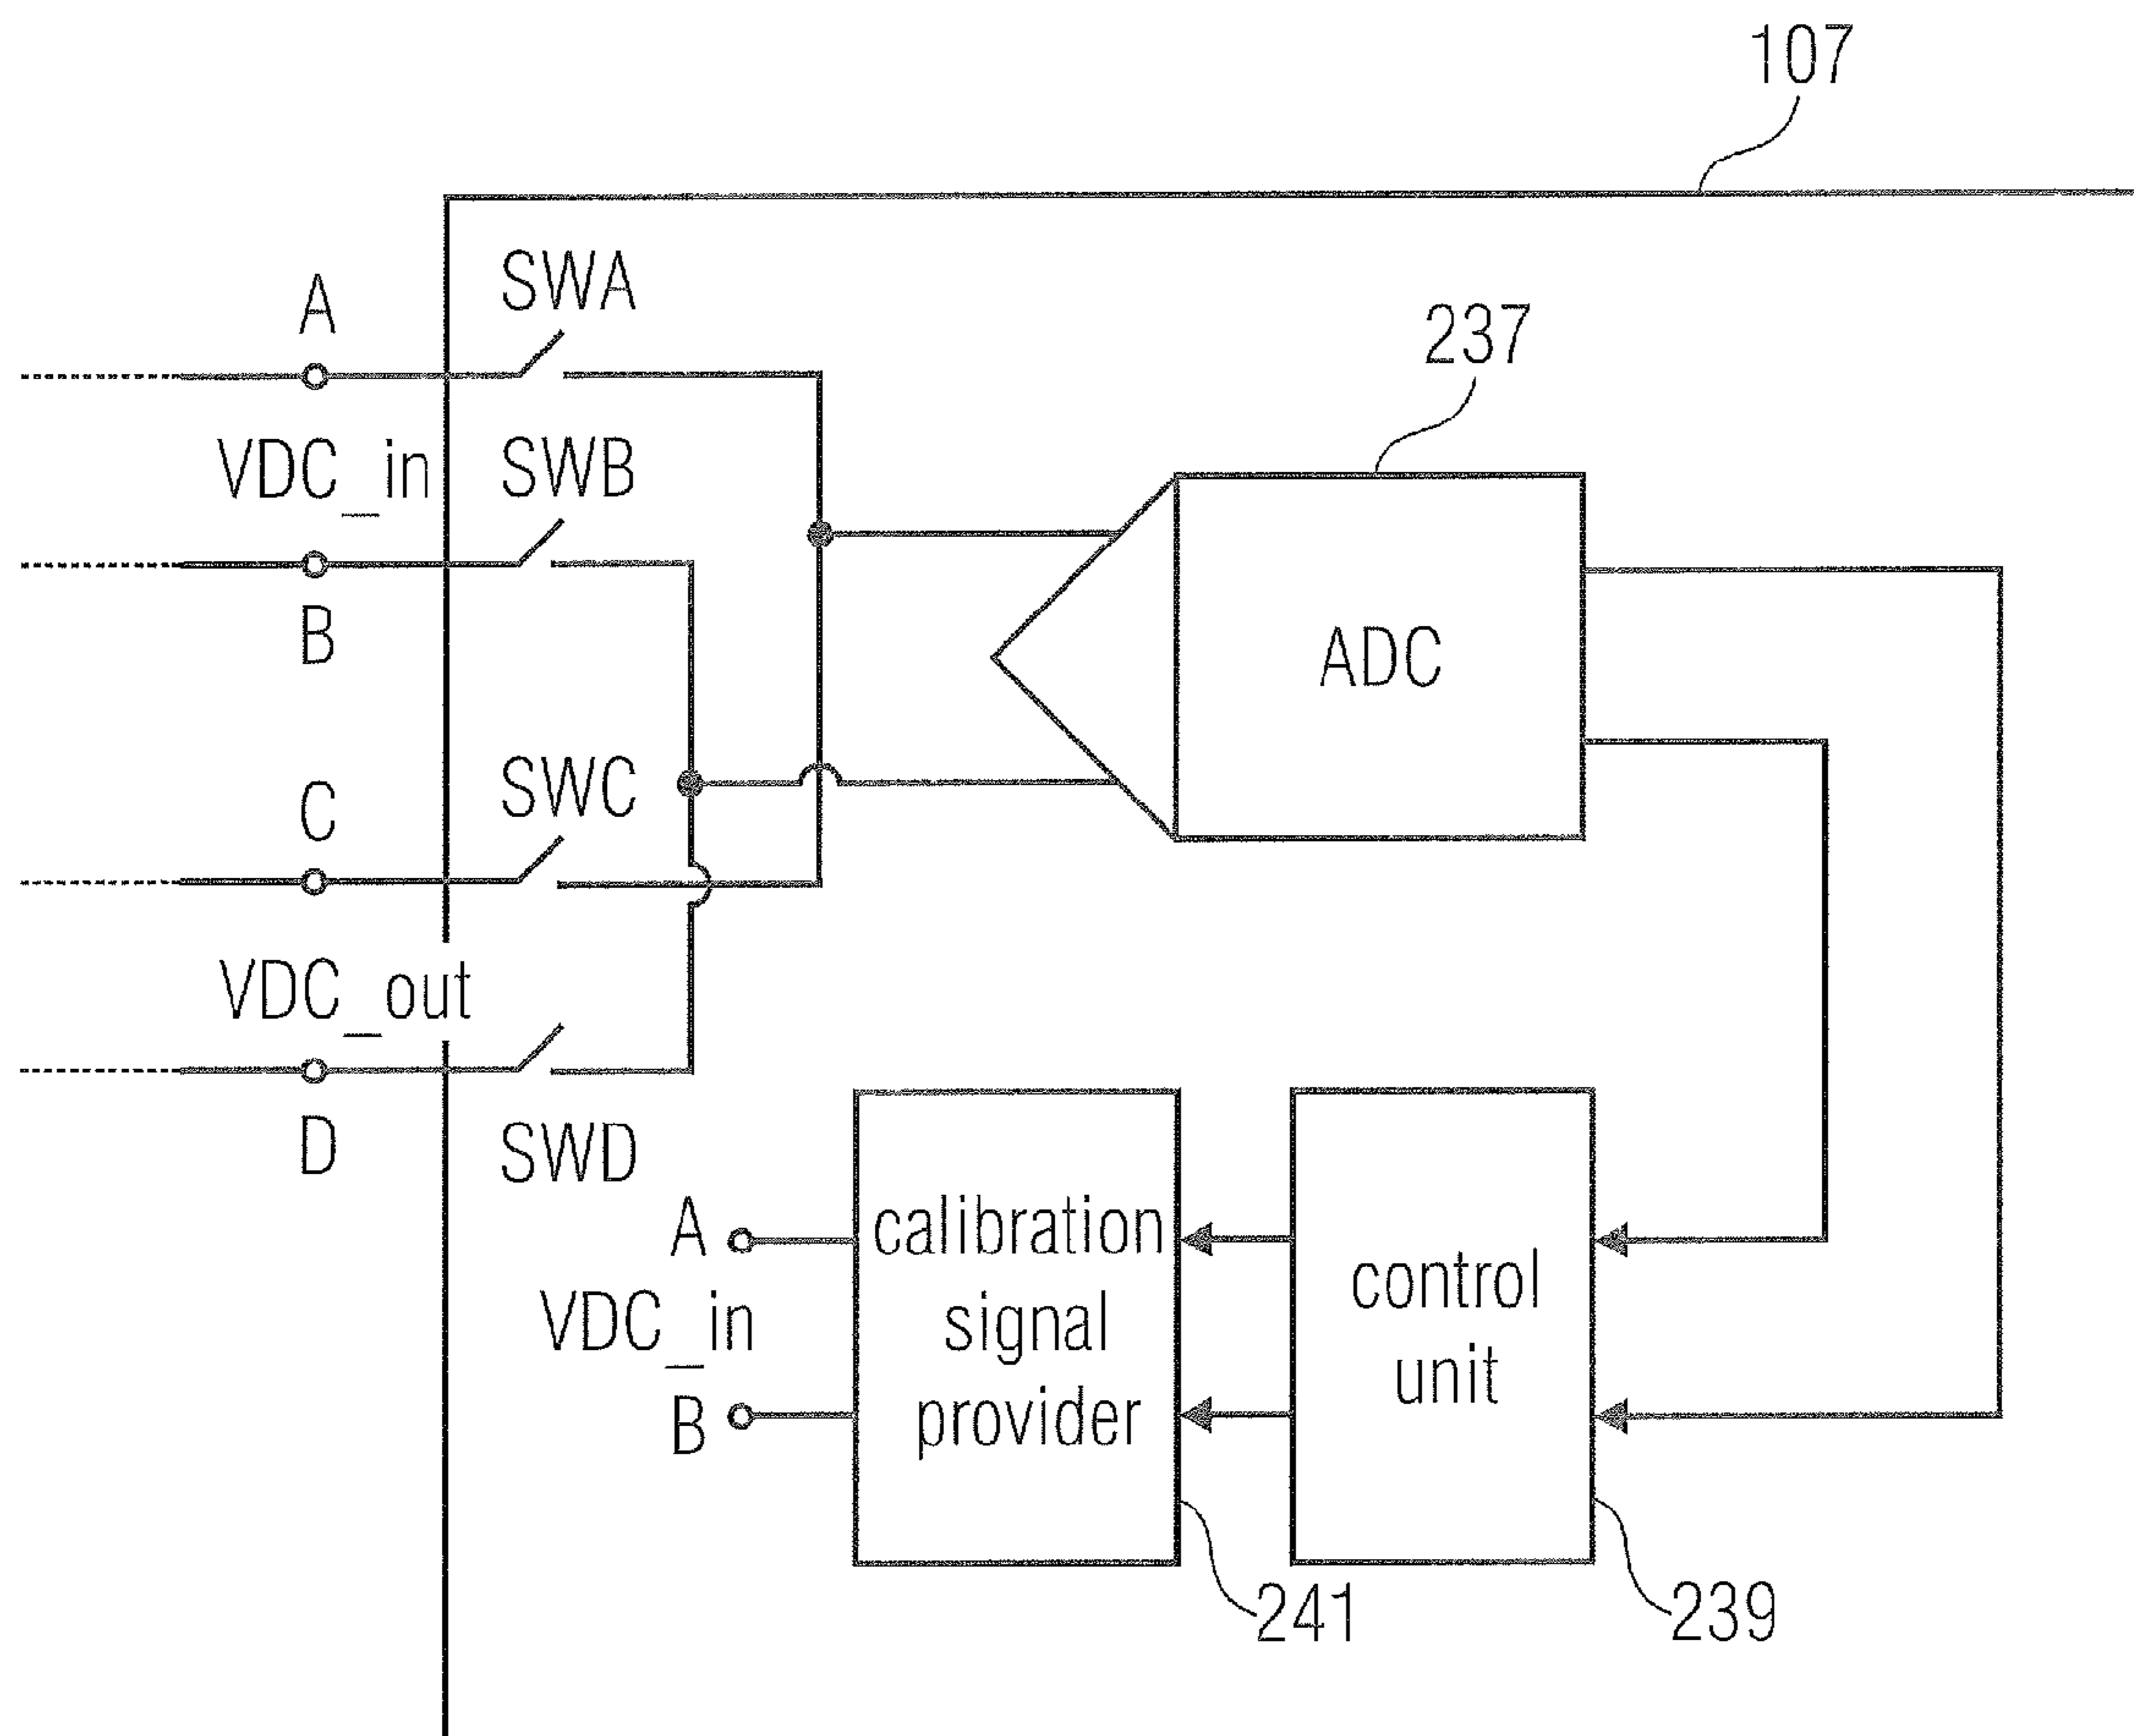 107
A
SWA
237
VDC_in
SWB
B
ADC
C
SWC
VDC_out
D
SWD
A
VDC_in
B
calibration
signal
provider
control
unit
241
239